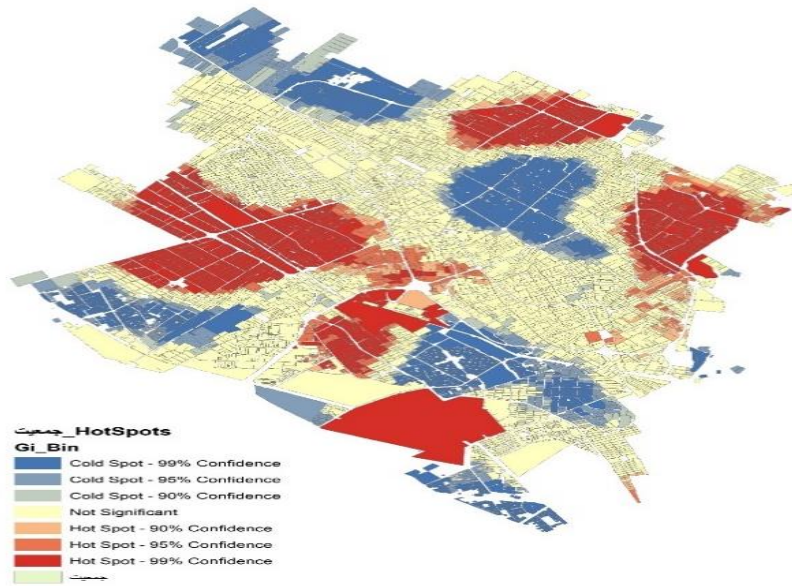 جمعیت_HotSpots
Gi_Bin
Cold Spot - 99% Confidence
Cold Spot - 95% Confidence
Cold Spot - 90% Confidence
Not Significant
Hot Spot - 90% Confidence
Hot Spot - 95% Confidence
Hot Spot - 99% Confidence
جمعیت